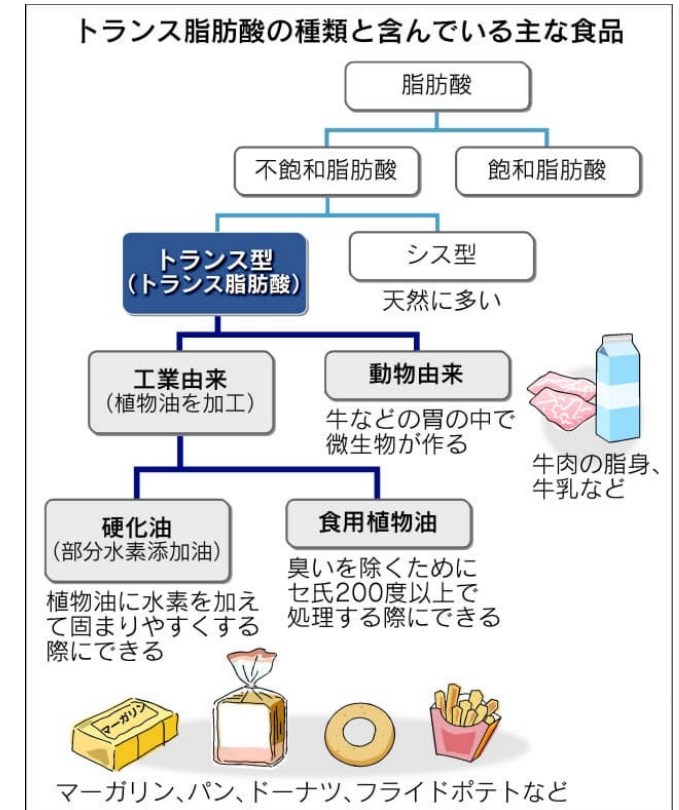 トランス脂肪酸の種類と含んでいる主な食品
脂肪酸
不飽和脂肪酸
飽和脂肪酸
トランス型
(トランス脂肪酸)
シス型
天然に多い
工業由来
(植物油を加工)
動物由来
牛などの胃の中で
微生物が作る
牛肉の脂身、
牛乳など
硬化油
(部分水素添加油)
植物油に水素を加え
て固まりやすくする
際にできる
食用植物油
臭いを除くために
セ氏200度以上で
処理する際にできる
マーガリン
マーガリン、パン、ドーナツ、フライドポテトなど